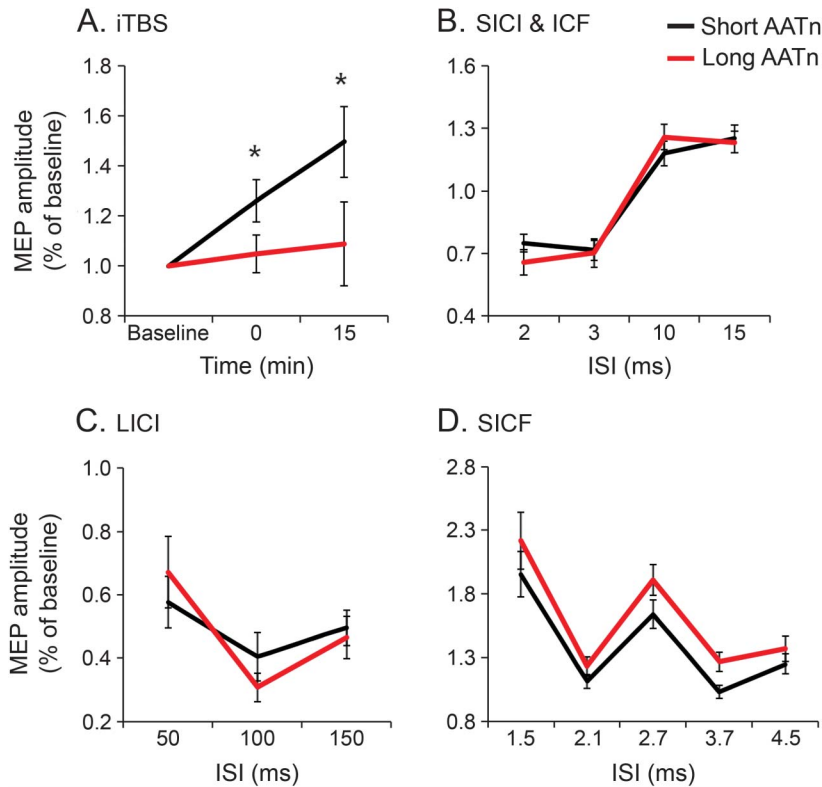 A. iTBS
MEP amplitude
(% of baseline)
1.8
1.6
1.4
1.2
1.0
0.8
*
*
Baseline 0 15
Time (min)
B. SICI & ICF
Short AATn
Long AATn
1.6
1.3
1.0
0.7
0.4
2 3 10 15
ISI (ms)
C. LICI
MEP amplitude
(% of baseline)
1.0
0.8
0.6
0.4
0.2
50 100 150
ISI (ms)
D. SICF
2.8
2.3
1.8
1.3
0.8
1.5 2.1 2.7 3.7 4.5
ISI (ms)